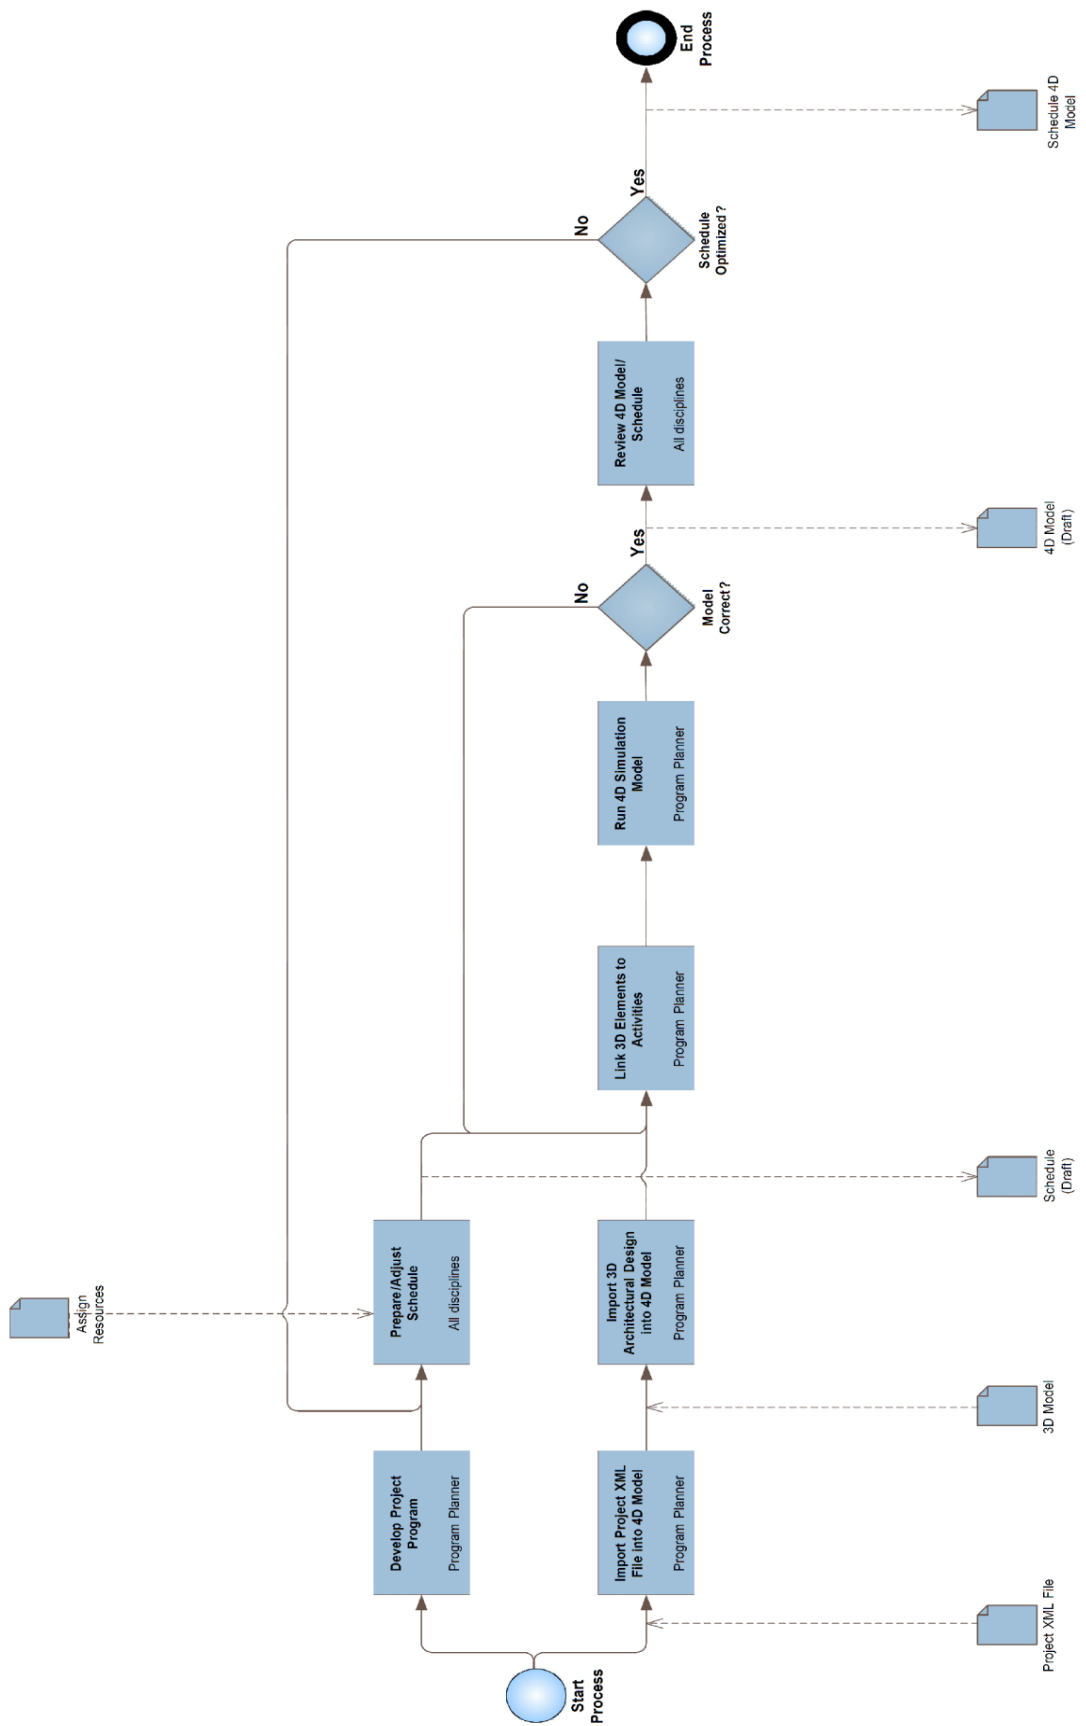 Start
Process
Develop Project
Program
Program Planner
Prepare/Adjust
Schedule
All disciplines
Assign
Resources
Import Project XML
File into 4D Model
Program Planner
Import 3D
Architectural Design
into 4D Model
Program Planner
Project XML File
3D Model
Schedule
(Draft)
Link 3D Elements to
Activities
Program Planner
Run 4D Simulation
Model
Program Planner
Model
Correct?
No
Yes
4D Model
(Draft)
Review 4D Model/
Schedule
All disciplines
Schedule
Optimized?
No
Yes
Schedule 4D
Model
End
Process